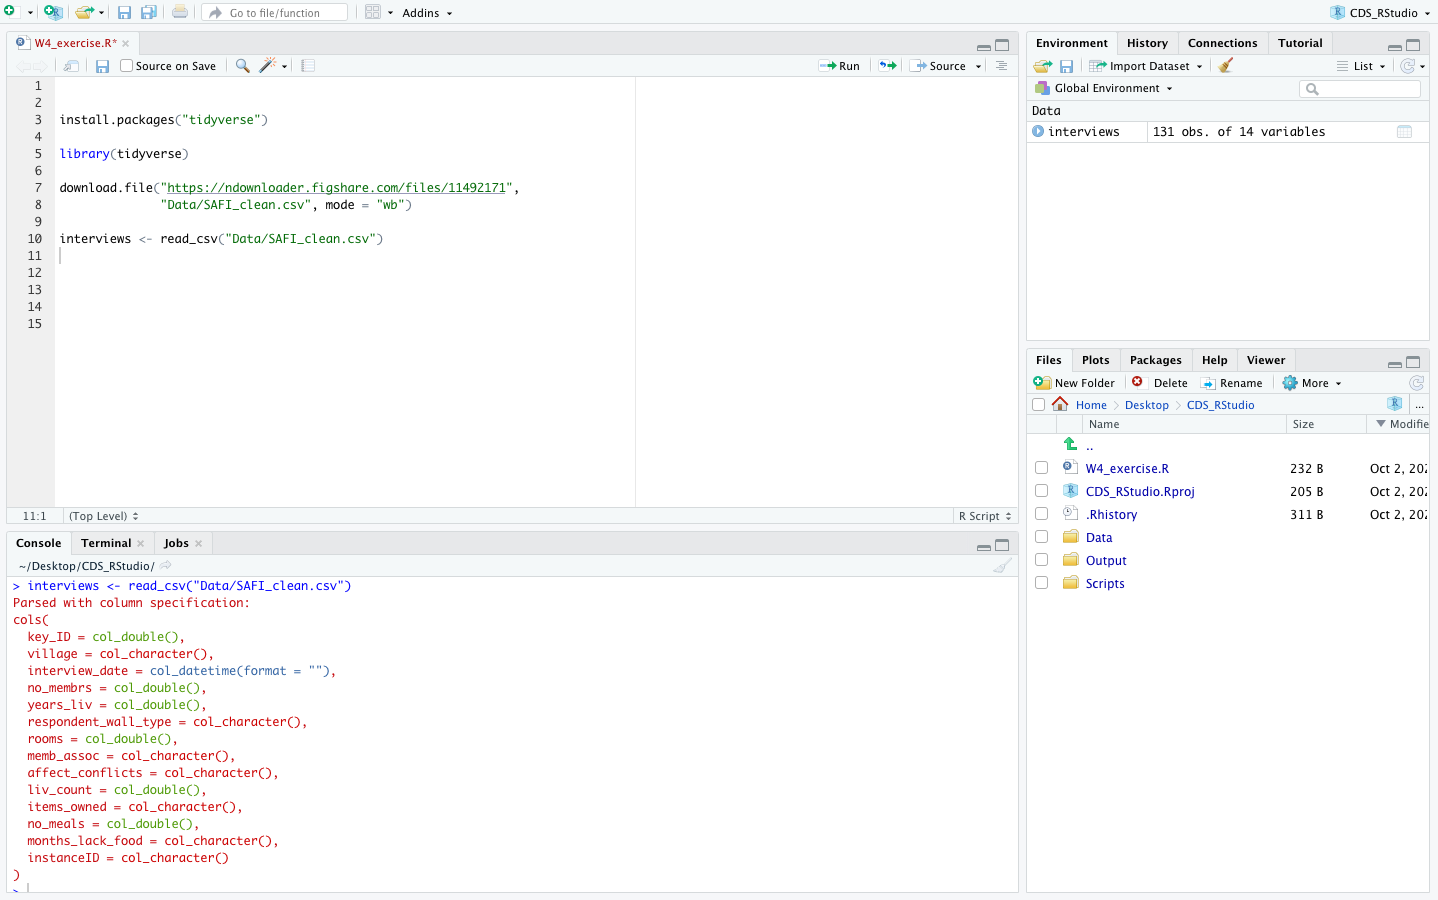 Go to file/function
Addins
CDS_RStudio
W4_exercise.R*
Source on Save
Run
Source
1
2
3 install.packages("tidyverse")
4
5 library(tidyverse)
6
7 download.file("https://ndownloader.figshare.com/files/11492171",
8 "Data/SAFI_clean.csv", mode = "wb")
9
10 interviews <- read_csv("Data/SAFI_clean.csv")
11
12
13
14
15
11:1 (Top Level) R Script
Console Terminal Jobs
~/Desktop/CDS_RStudio/
> interviews <- read_csv("Data/SAFI_clean.csv")
Parsed with column specification:
cols(
key_ID = col_double(),
village = col_character(),
interview_date = col_datetime(format = ""),
no_membrs = col_double(),
years_liv = col_double(),
respondent_wall_type = col_character(),
rooms = col_double(),
memb_assoc = col_character(),
affect_conflicts = col_character(),
liv_count = col_double(),
items_owned = col_character(),
no_meals = col_double(),
months_lack_food = col_character(),
instanceID = col_character()
)
>
Environment History Connections Tutorial
Import Dataset List
Global Environment
Data
interviews 131 obs. of 14 variables
Files Plots Packages Help Viewer
New Folder Delete Rename More
Home Desktop CDS_RStudio ...
Name Size Modifie
..
W4_exercise.R 232 B Oct 2, 202
CDS_RStudio.Rproj 205 B Oct 2, 202
.Rhistory 311 B Oct 2, 202
Data
Output
Scripts